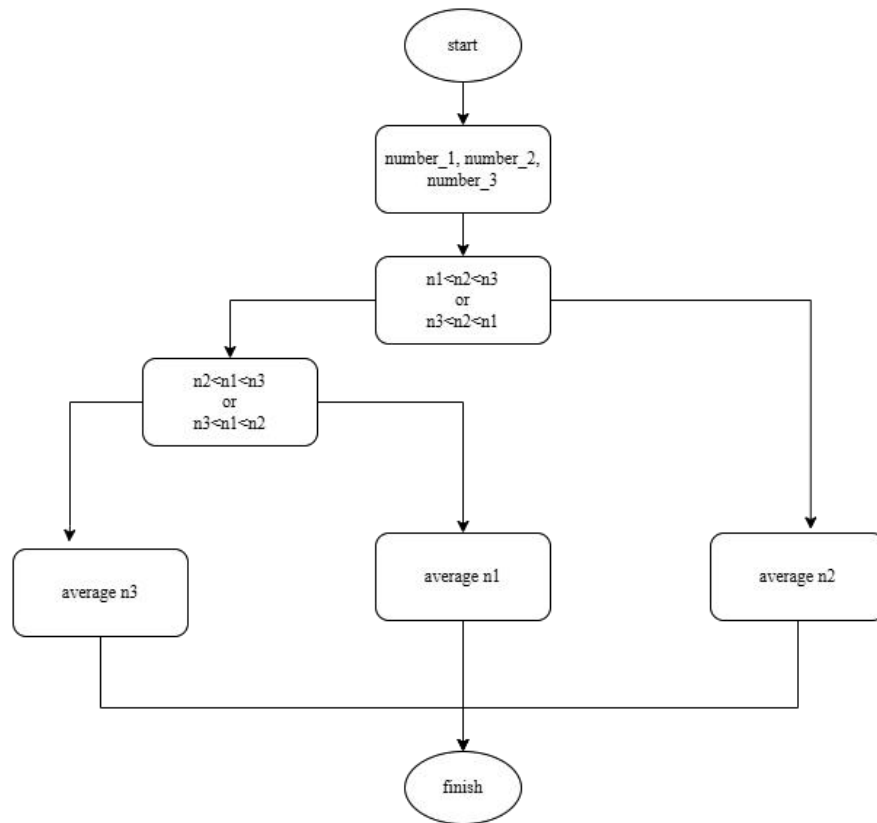 start
number_1, number_2,
number_3
n1<n2<n3
or
n3<n2<n1
n2<n1<n3
or
n3<n1<n2
average n3
average n1
average n2
finish